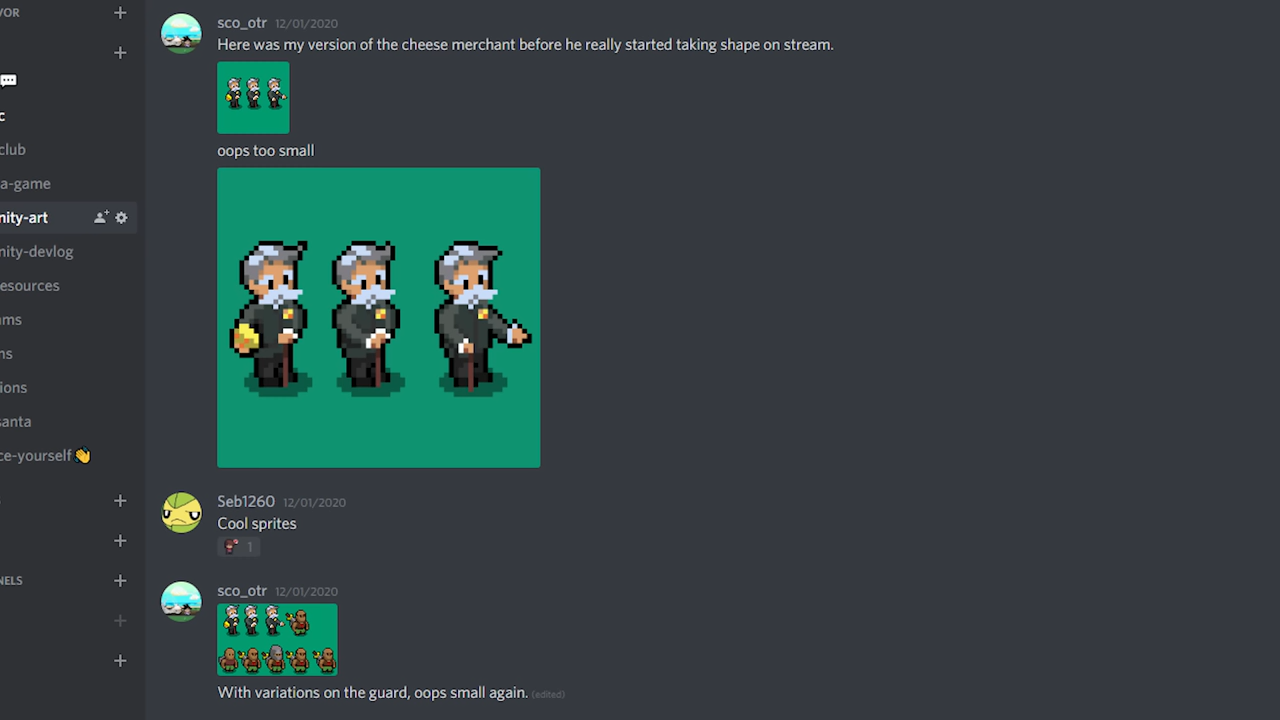 VOR
sco_otr 12/01/2020
Here was my version of the cheese merchant before he really started taking shape on stream.
c
club
a-game
oops too small
nity-art
nity-devlog
esources
ms
ns
ions
santa
ce-yourself
Seb1260 12/01/2020
Cool sprites
1
NELS
sco_otr 12/01/2020
With variations on the guard, oops small again. (edited)